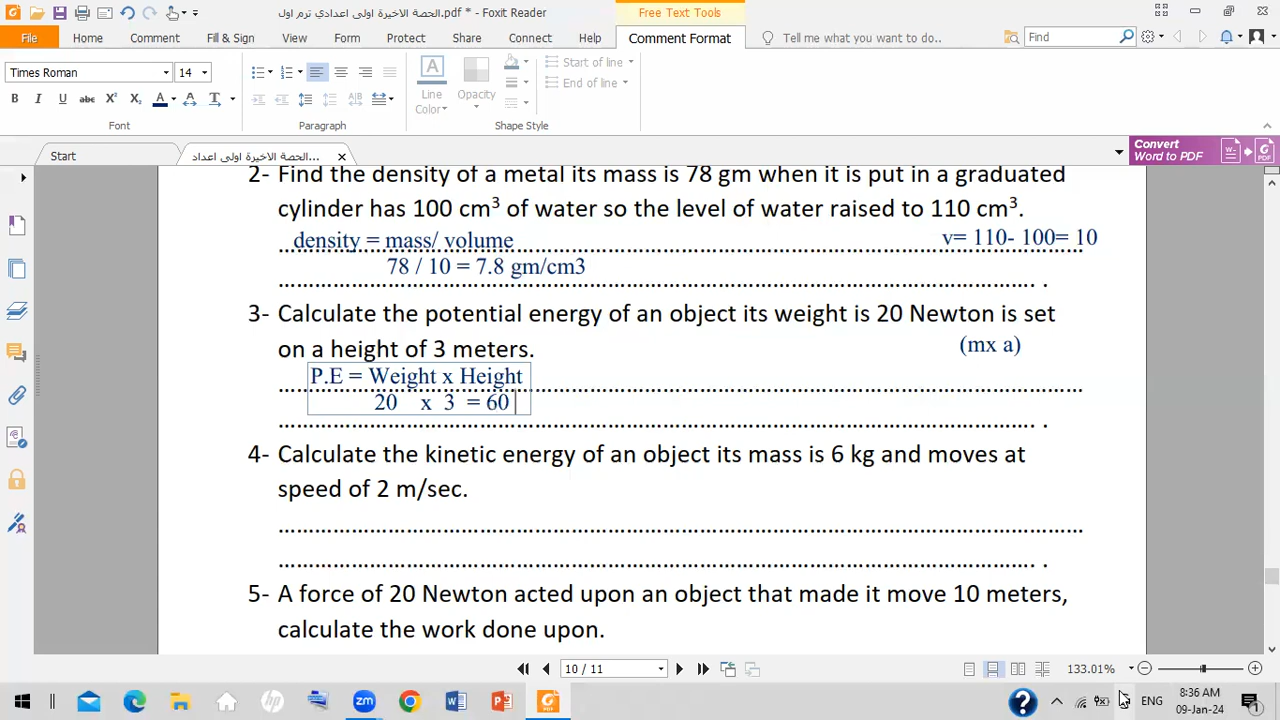 الحصة الاخيرة اولى اعدادي ترم اول.pdf * - Foxit Reader
Free Text Tools
File Home Comment Fill & Sign View Form Protect Share Connect Help Comment Format Tell me what you want to do.. Find
Times Roman 14
Line Color Opacity Start of line End of line
Font Paragraph Shape Style
Start
الحصة الاخيرة اولى اعداد...
Convert Word to PDF
2- Find the density of a metal its mass is 78 gm when it is put in a graduated
cylinder has 100 cm³ of water so the level of water raised to 110 cm³.
density = mass/ volume v= 110- 100= 10
78 / 10 = 7.8 gm/cm3
3- Calculate the potential energy of an object its weight is 20 Newton is set
on a height of 3 meters. (mx a)
P.E = Weight x Height
20 x 3 = 60
4- Calculate the kinetic energy of an object its mass is 6 kg and moves at
speed of 2 m/sec.
5- A force of 20 Newton acted upon an object that made it move 10 meters,
calculate the work done upon.
10 / 11 133.01%
ENG 8:36 AM
09-Jan-24